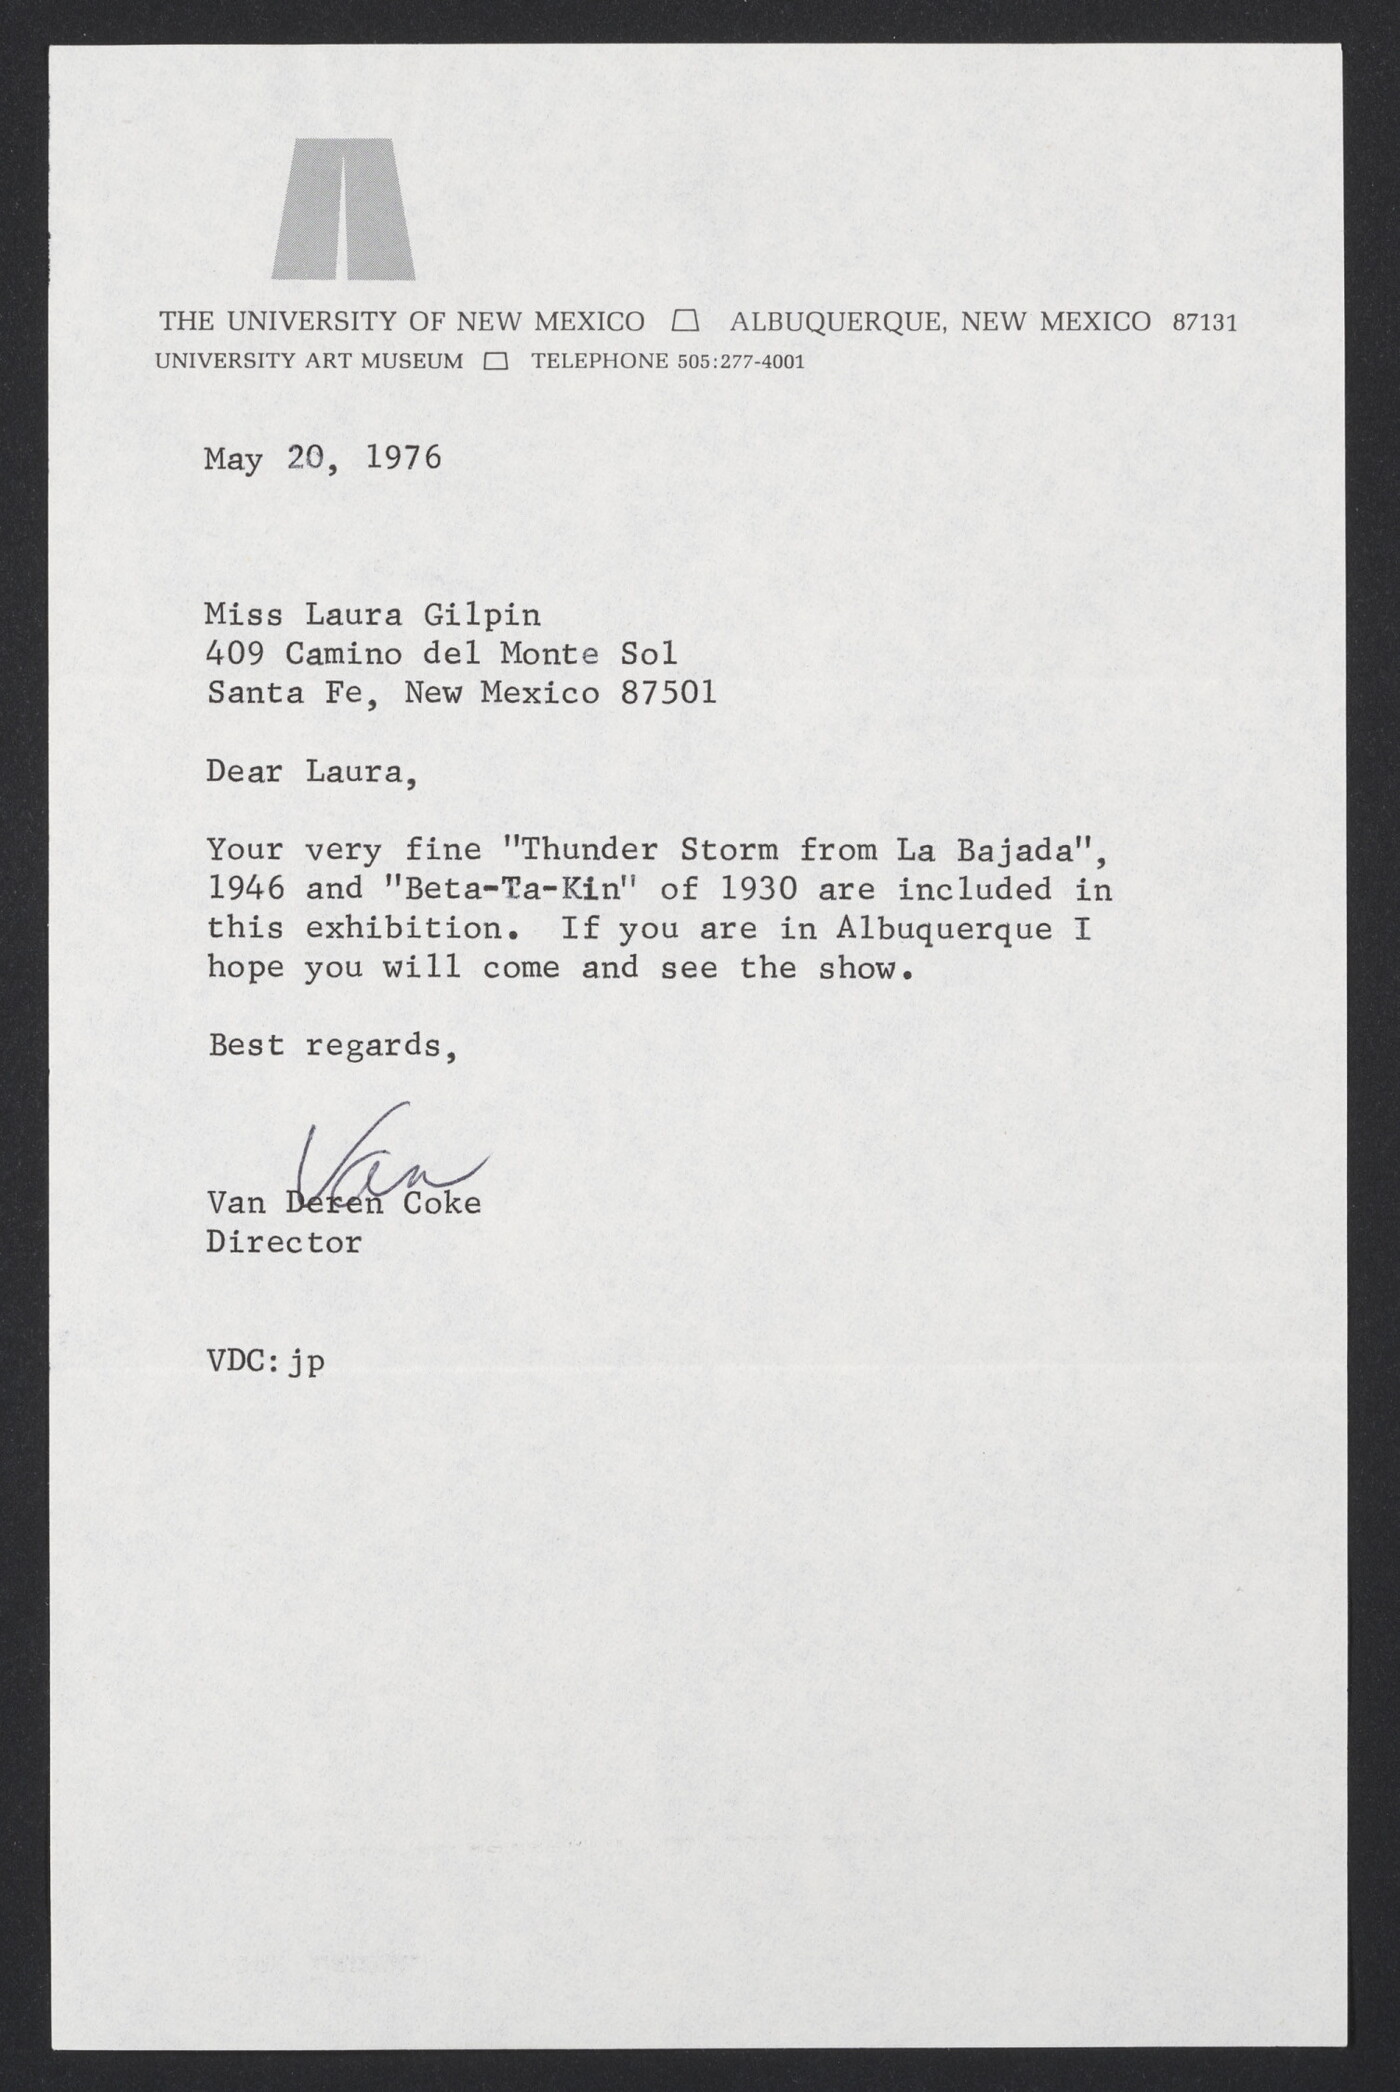 THE UNIVERSITY OF NEW MEXICO ALBUQUERQUE, NEW MEXICO 87131
UNIVERSITY ART MUSEUM TELEPHONE 505:277-4001
May 20, 1976
Miss Laura Gilpin
409 Camino del Monte Sol
Santa Fe, New Mexico 87501
Dear Laura,
Your very fine "Thunder Storm from La Bajada",
1946 and "Beta-Ta-Kin" of 1930 are included in
this exhibition. If you are in Albuquerque I
hope you will come and see the show.
Best regards,
Van
Van Deren Coke
Director
VDC:jp